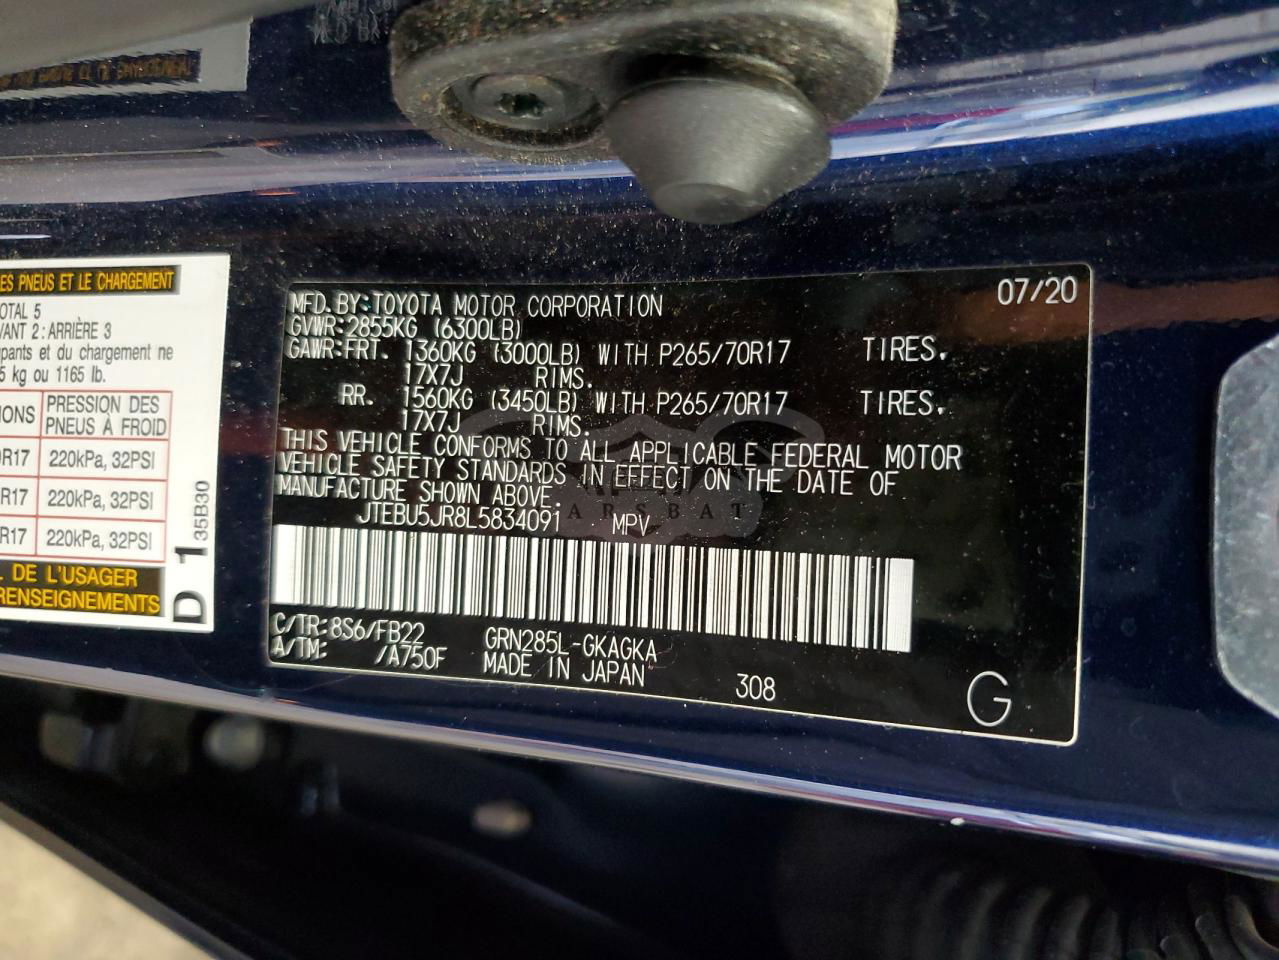 ES PNEUS ET LE CHARGEMENT
OTAL 5
VANT 2 : ARRIÈRE 3
upants et du chargement ne
5 kg ou 1165 lb.
IONS PRESSION DES
PNEUS À FROID
0R17 220kPa, 32PSI
R17 220kPa, 32PSI
R17 220kPa, 32PSI
L DE L'USAGER
RENSEIGNEMENTS
D 1 35B30
07/20
MFD. BY: TOYOTA MOTOR CORPORATION
GVWR: 2855KG (6300LB)
GAWR: FRT. 1360KG (3000LB) WITH P265/70R17 TIRES.
17X7J RIMS.
RR. 1560KG (3450LB) WITH P265/70R17 TIRES.
17X7J RIMS.
THIS VEHICLE CONFORMS TO ALL APPLICABLE FEDERAL MOTOR
VEHICLE SAFETY STANDARDS IN EFFECT ON THE DATE OF
MANUFACTURE SHOWN ABOVE.
JTEBU5JR8L5834091 MPV
ARSBAT
C/TR: 8S6/FB22 GRN285L-GKAGKA
A/TM: /A750F MADE IN JAPAN
308
G